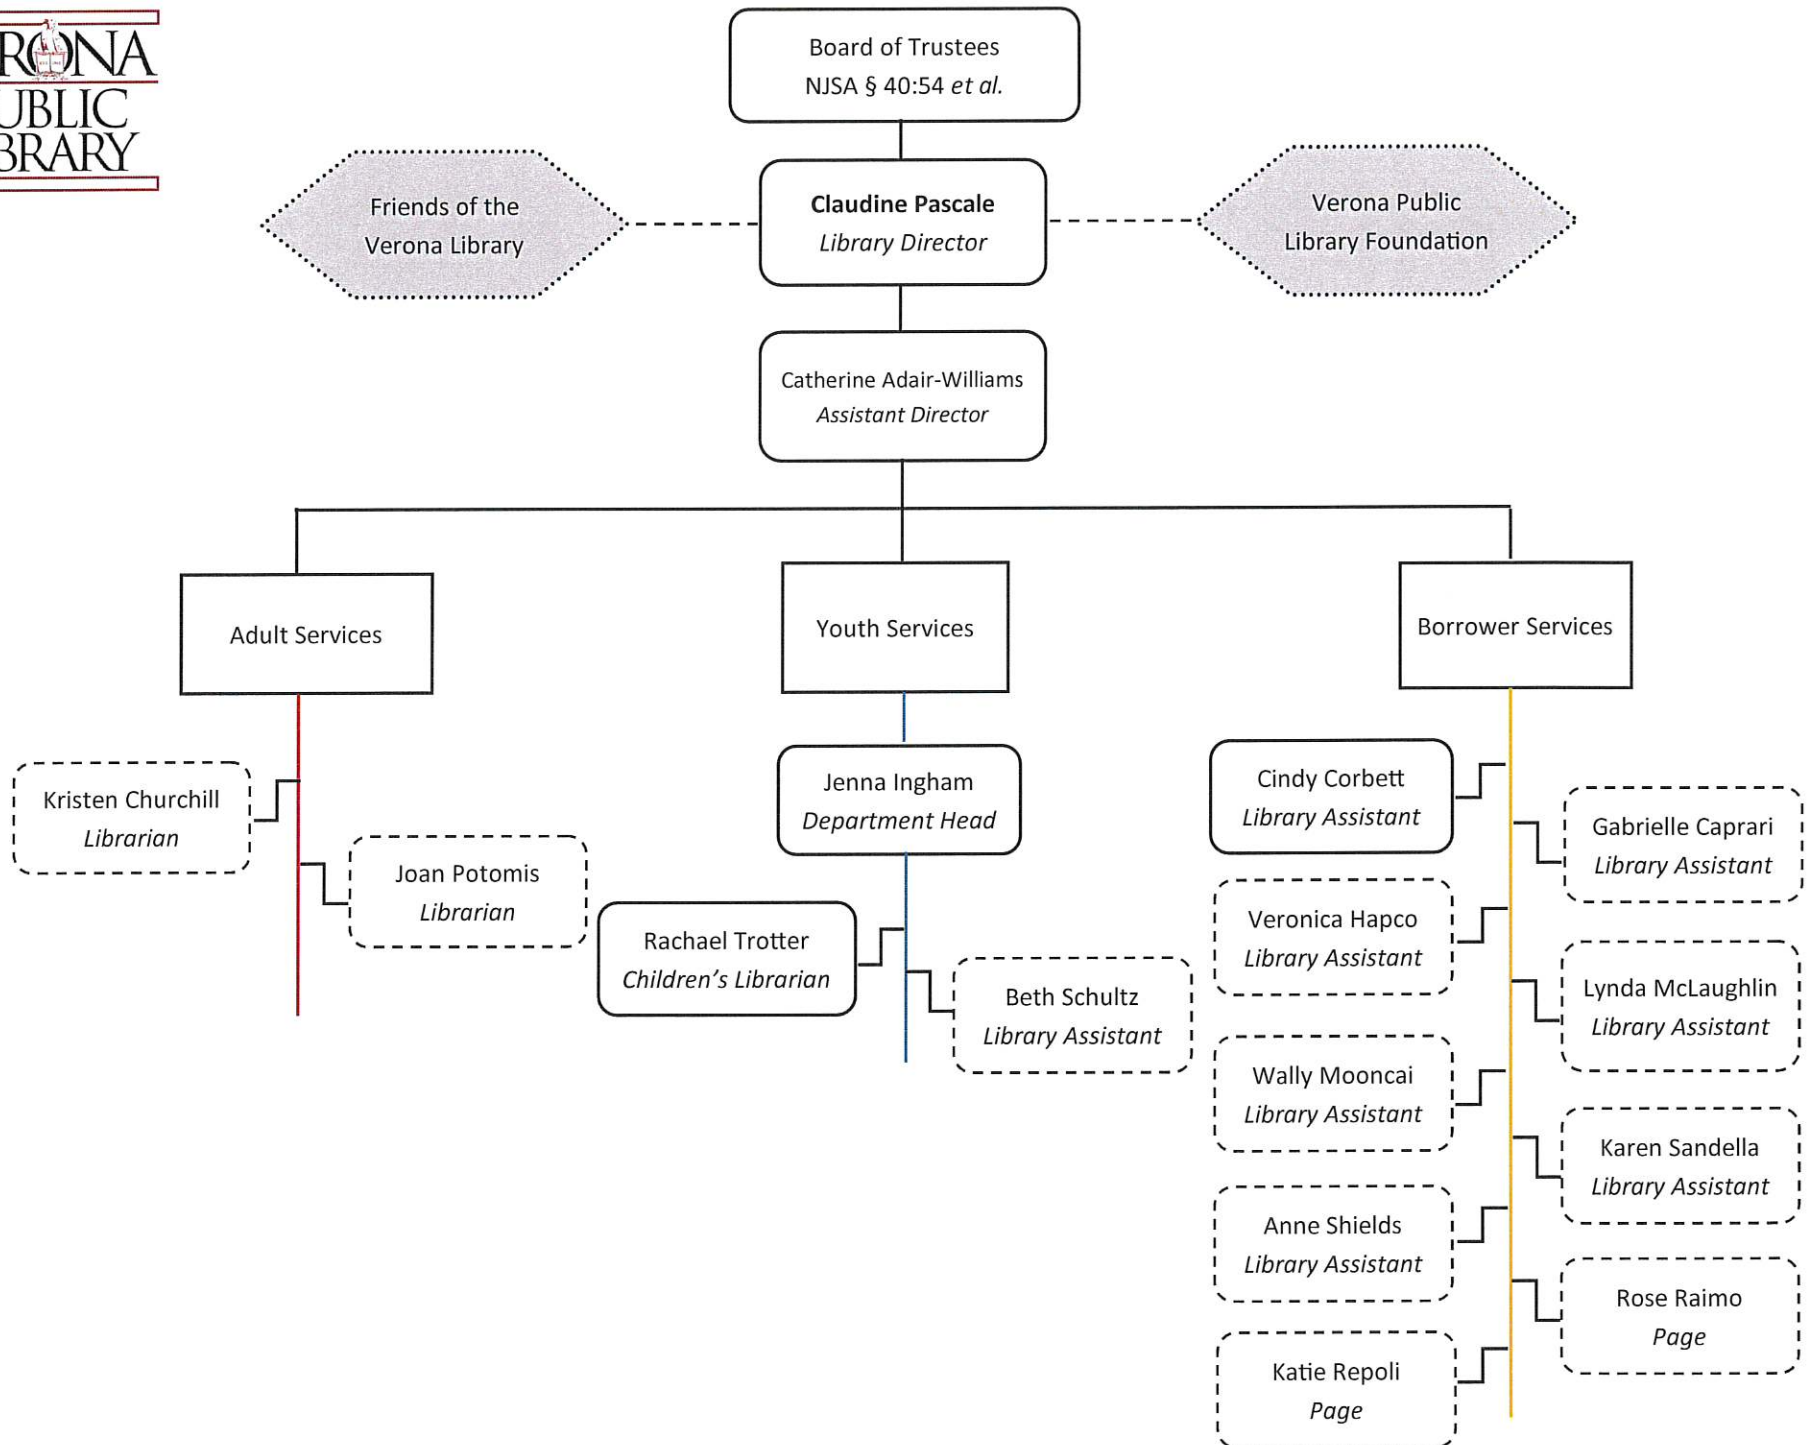 RONA
UBLIC
BRARY
Board of Trustees
NJSA § 40:54 et al.
Friends of the
Verona Library
Claudine Pascale
Library Director
Verona Public
Library Foundation
Catherine Adair-Williams
Assistant Director
Adult Services
Youth Services
Borrower Services
Kristen Churchill
Librarian
Joan Potomis
Librarian
Jenna Ingham
Department Head
Rachael Trotter
Children's Librarian
Beth Schultz
Library Assistant
Cindy Corbett
Library Assistant
Gabrielle Caprari
Library Assistant
Veronica Hapco
Library Assistant
Lynda McLaughlin
Library Assistant
Wally Mooncai
Library Assistant
Karen Sandella
Library Assistant
Anne Shields
Library Assistant
Rose Raimo
Page
Katie Repoli
Page